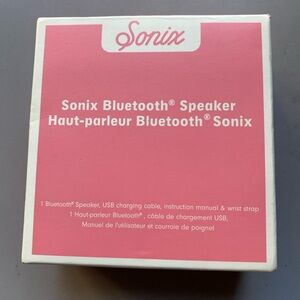 Sonix
Sonix Bluetooth® Speaker
Haut-parleur Bluetooth® Sonix
1 Bluetooth® Speaker, USB charging cable, instruction manual & wrist strap
1 Haut-parleur Bluetooth®, câble de chargement USB,
Manuel de l'utilisateur et courroie de poignet